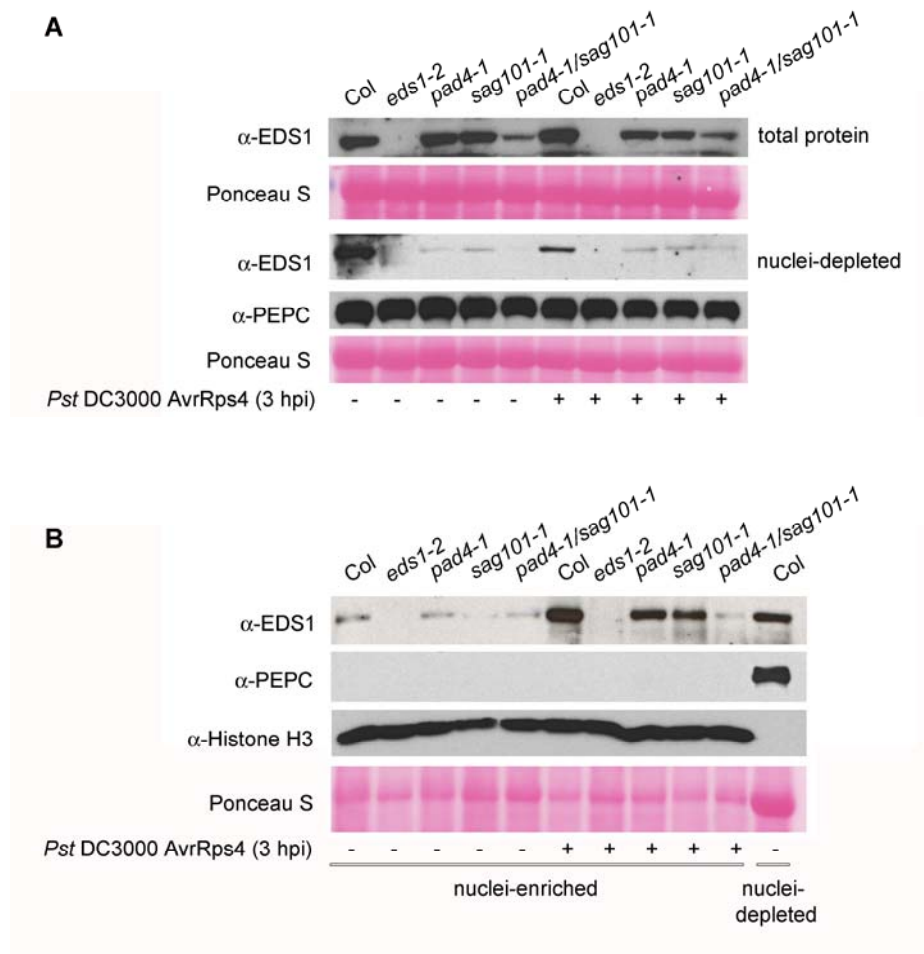 A
Col eds1-2 pad4-1 sag101-1 pad4-1/sag101-1 Col eds1-2 pad4-1 sag101-1 pad4-1/sag101-1
α-EDS1 total protein
Ponceau S
α-EDS1 nuclei-depleted
α-PEPC
Ponceau S
Pst DC3000 AvrRps4 (3 hpi) - - - - - + + + + +
B
Col eds1-2 pad4-1 sag101-1 pad4-1/sag101-1 Col eds1-2 pad4-1 sag101-1 pad4-1/sag101-1 Col
α-EDS1
α-PEPC
α-Histone H3
Ponceau S
Pst DC3000 AvrRps4 (3 hpi) - - - - - + + + + + -
nuclei-enriched nuclei-
depleted